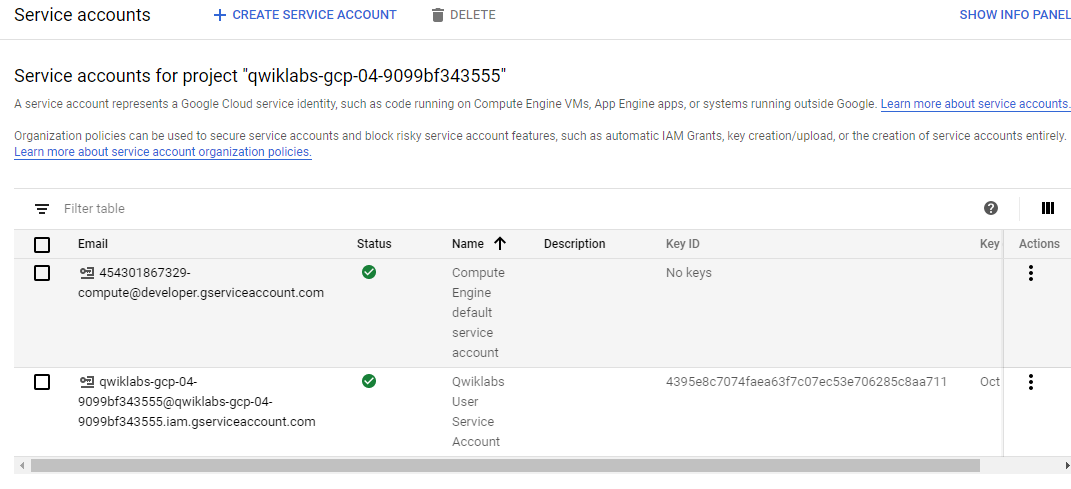 Service accounts
CREATE SERVICE ACCOUNT
DELETE
SHOW INFO PANEL
Service accounts for project "qwiklabs-gcp-04-9099bf343555"
A service account represents a Google Cloud service identity, such as code running on Compute Engine VMs, App Engine apps, or systems running outside Google. Learn more about service accounts.
Organization policies can be used to secure service accounts and block risky service account features, such as automatic IAM Grants, key creation/upload, or the creation of service accounts entirely.
Learn more about service account organization policies.
Filter table
Email Status Name Description Key ID Key Actions
454301867329-
compute@developer.gserviceaccount.com
Compute
Engine
default
service
account
No keys
qwiklabs-gcp-04-
9099bf343555@qwiklabs-gcp-04-
9099bf343555.iam.gserviceaccount.com
Qwiklabs
User
Service
Account
4395e8c7074faea63f7c07ec53e706285c8aa711
Oct